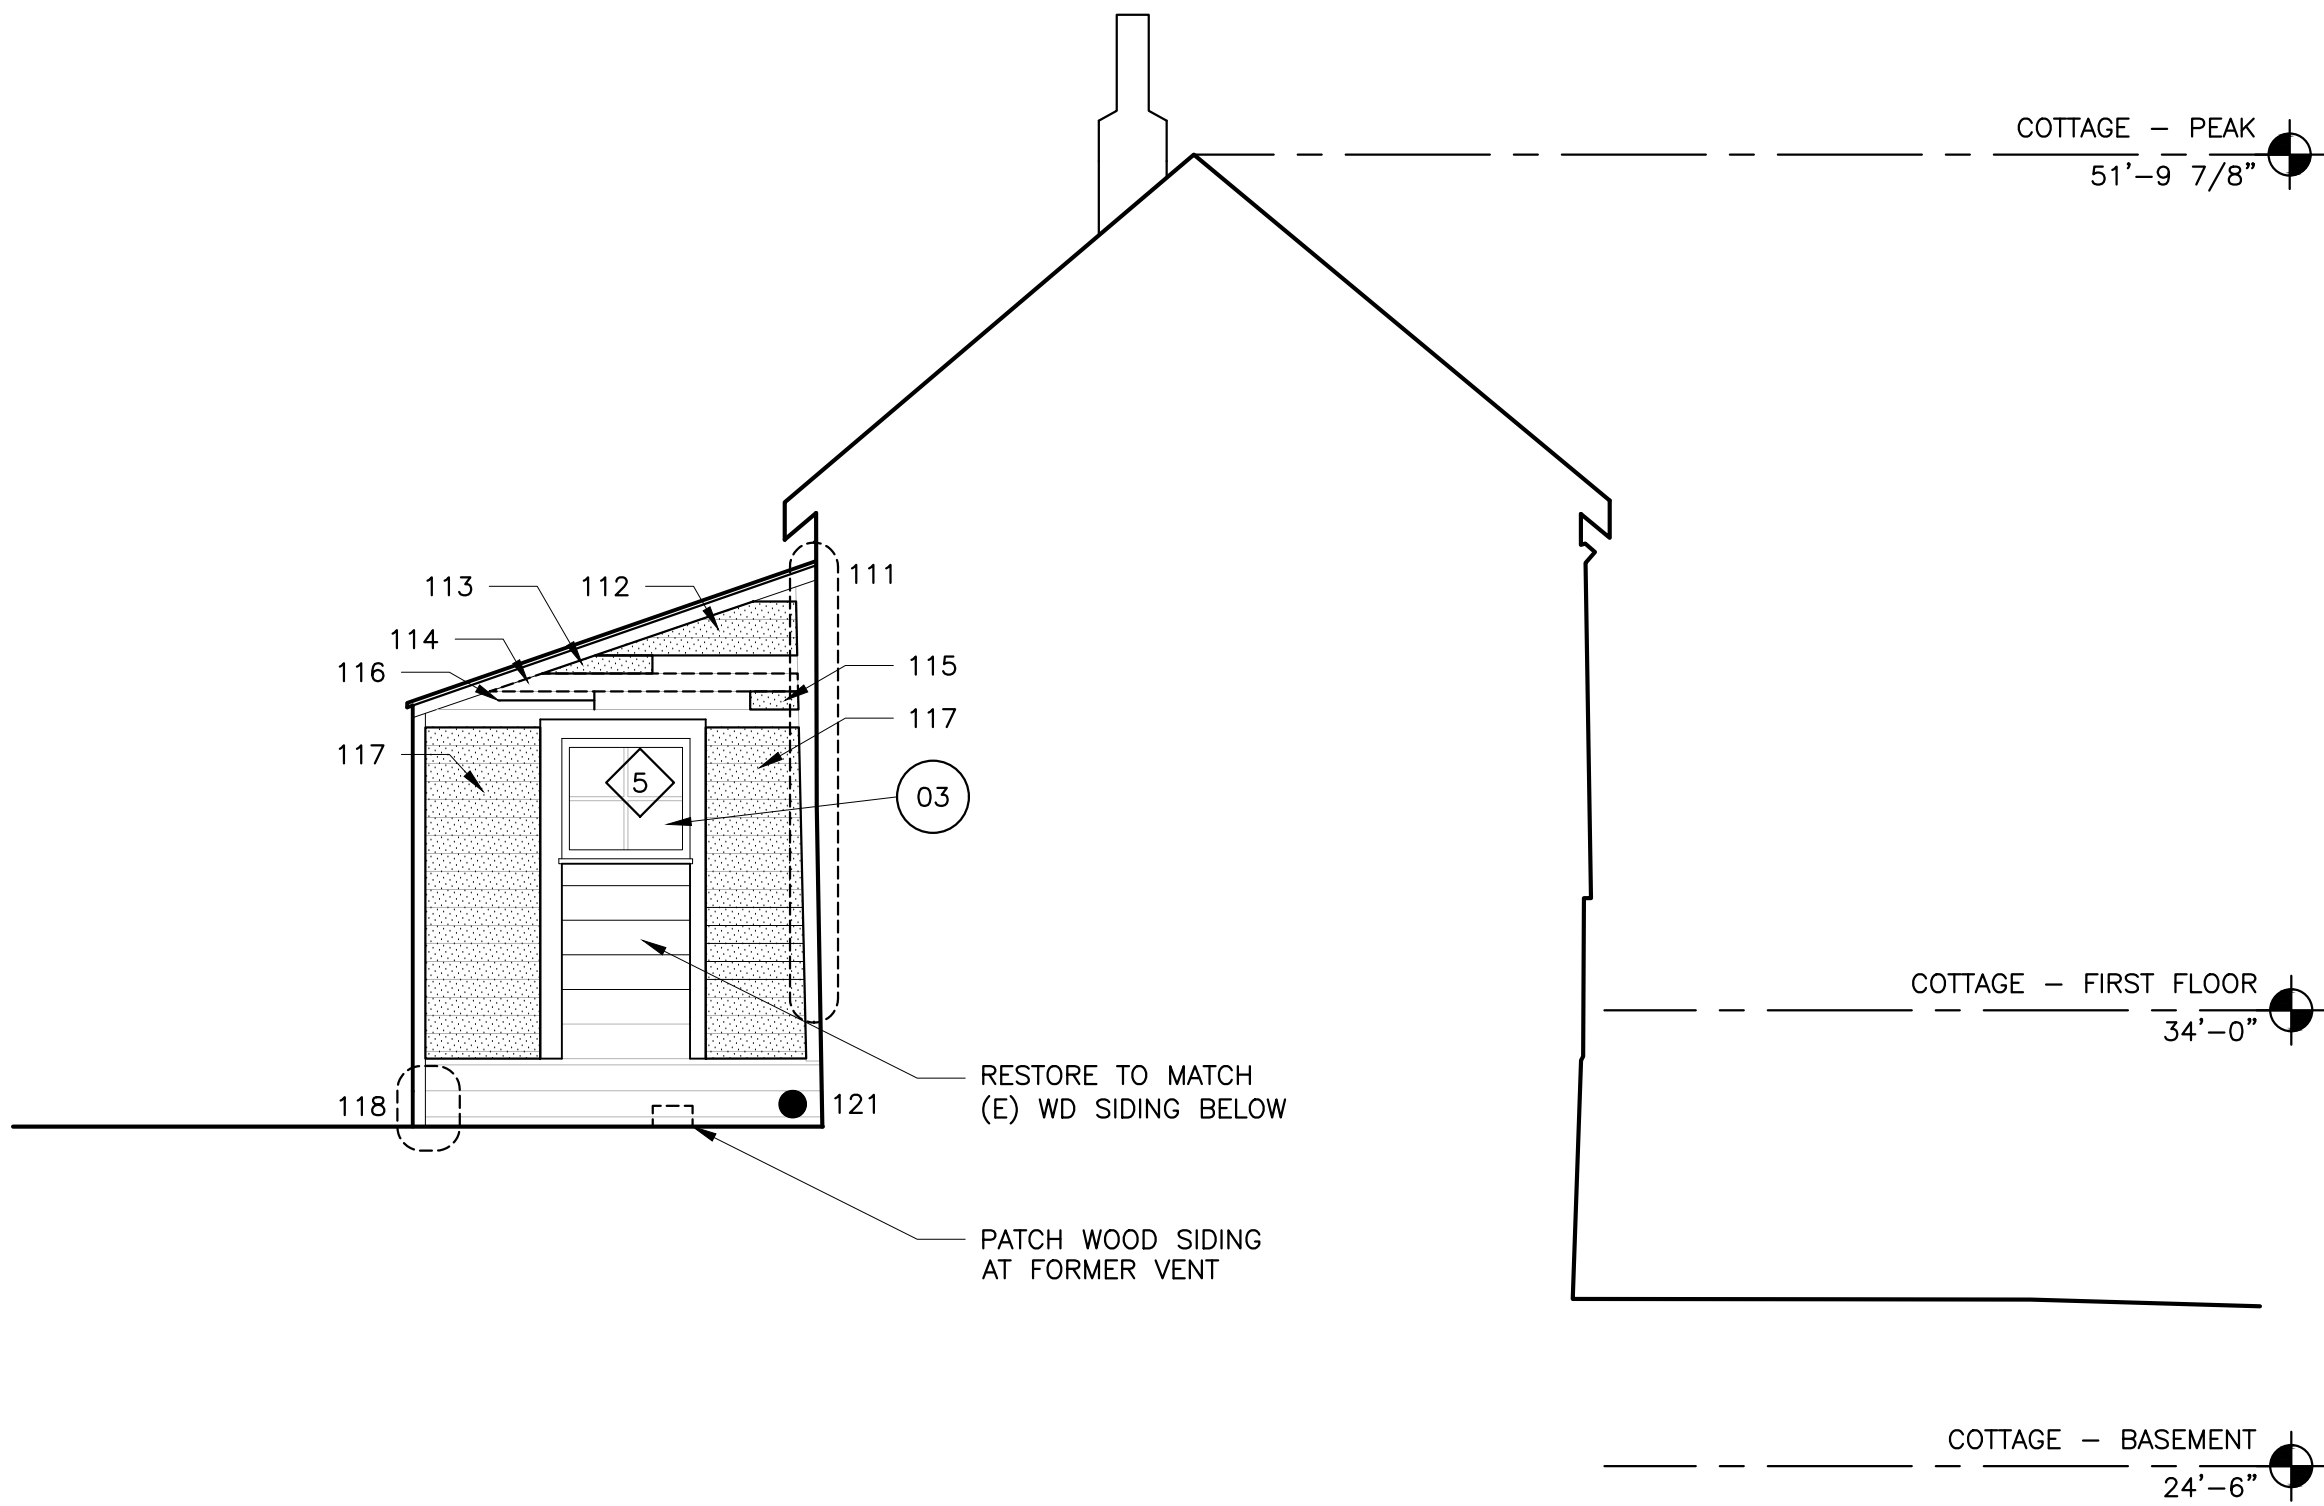 COTTAGE – PEAK
51'–9 7/8"
111
113
112
114
116
115
117
117
5
03
COTTAGE – FIRST FLOOR
34'–0"
RESTORE TO MATCH
(E) WD SIDING BELOW
118
121
PATCH WOOD SIDING
AT FORMER VENT
COTTAGE – BASEMENT
24'–6"